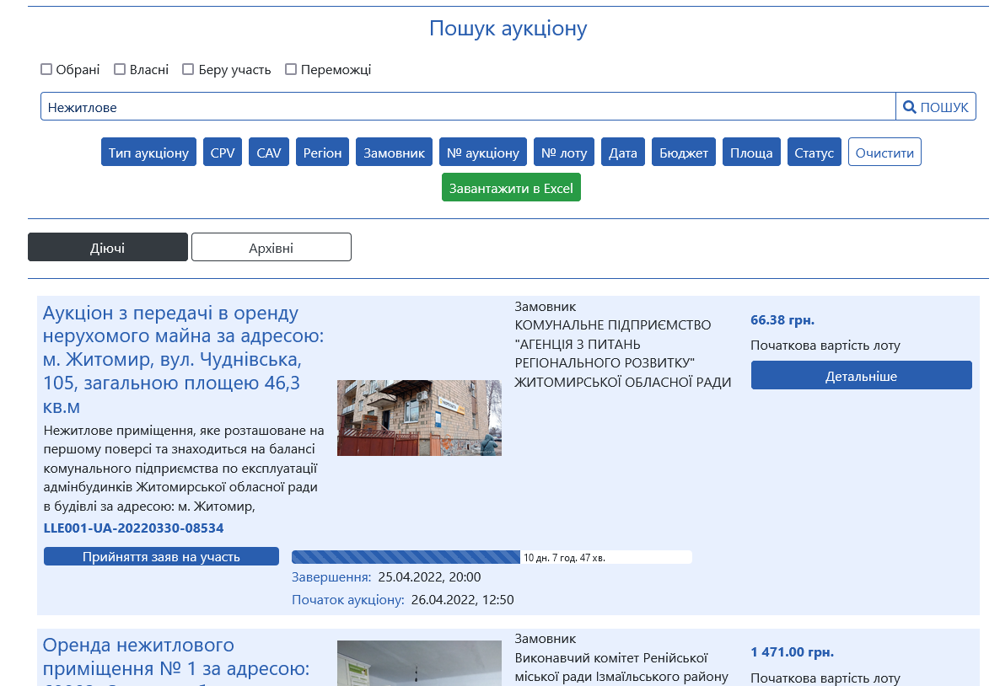 Пошук аукціону
Обрані Власні Беру участь Переможці
Нежитлове ПОШУК
Тип аукціону CPV CAV Регіон Замовник № аукціону № лоту Дата Бюджет Площа Статус Очистити
Завантажити в Excel
Діючі Архівні
Аукціон з передачі в оренду
нерухомого майна за адресою:
м. Житомир, вул. Чуднівська,
105, загальною площею 46,3
кв.м
Нежитлове приміщення, яке розташоване на
першому поверсі та знаходиться на балансі
комунального підприємства по експлуатації
адмінбудинків Житомирської обласної ради
в будівлі за адресою: м. Житомир,
LLE001-UA-20220330-08534
Замовник
КОМУНАЛЬНЕ ПІДПРИЄМСТВО
"АГЕНЦІЯ З ПИТАНЬ
РЕГІОНАЛЬНОГО РОЗВИТКУ"
ЖИТОМИРСЬКОЇ ОБЛАСНОЇ РАДИ
66.38 грн.
Початкова вартість лоту
Детальніше
Прийняття заяв на участь
10 дн. 7 год. 47 хв.
Завершення: 25.04.2022, 20:00
Початок аукціону: 26.04.2022, 12:50
Оренда нежитлового
приміщення № 1 за адресою:
Замовник
Виконавчий комітет Ренійської
міської ради Ізмаїльського району
1 471.00 грн.
Початкова вартість лоту